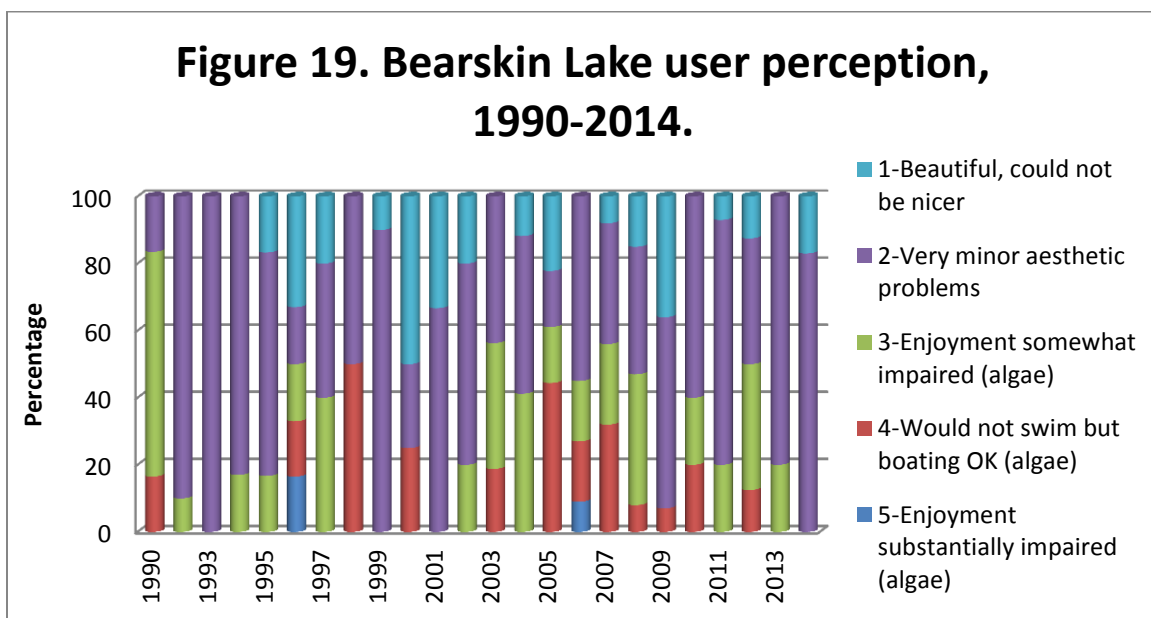 Figure 19. Bearskin Lake user perception,
1990-2014.
Percentage
100
80
60
40
20
0
1990
1993
1995
1997
1999
2001
2003
2005
2007
2009
2011
2013
1-Beautiful, could not
be nicer
2-Very minor aesthetic
problems
3-Enjoyment somewhat
impaired (algae)
4-Would not swim but
boating OK (algae)
5-Enjoyment
substantially impaired
(algae)